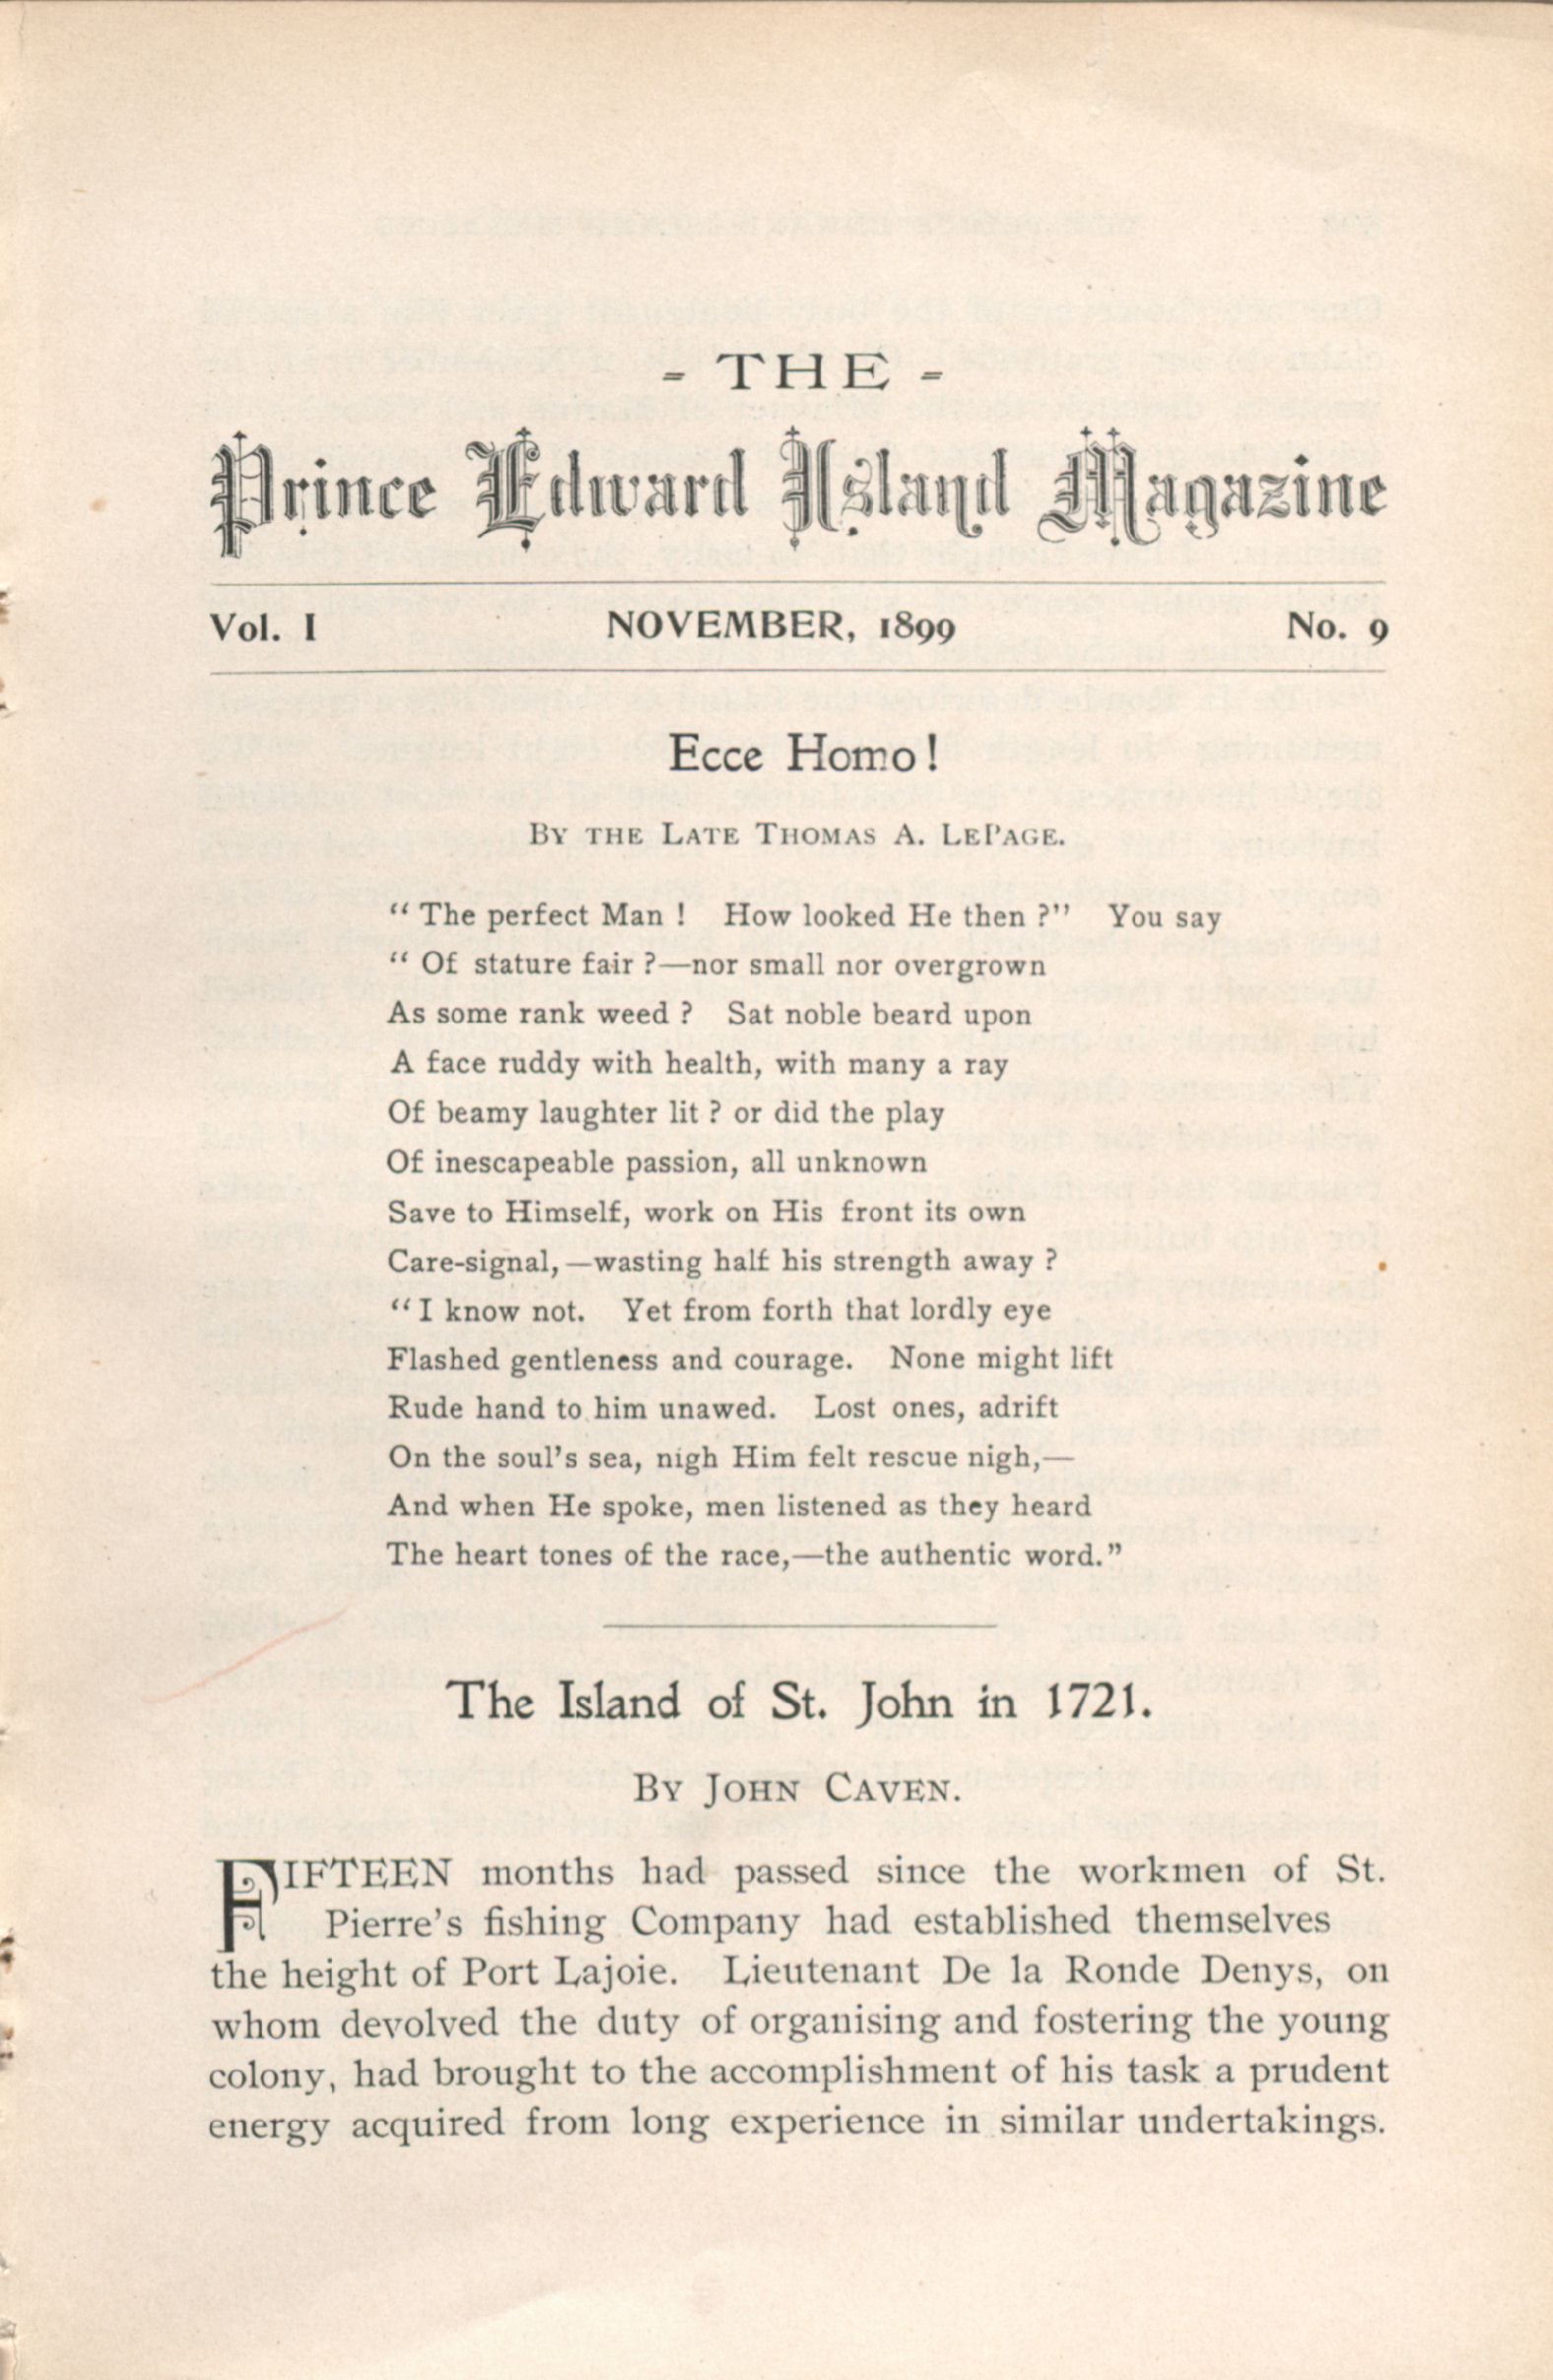 - THE -
Prince Edward Island Magazine
Vol. I NOVEMBER, 1899 No. 9
Ecce Homo!
By the Late Thomas A. LePage.
“ The perfect Man ! How looked He then ?” You say
“ Of stature fair ?—nor small nor overgrown
As some rank weed ? Sat noble beard upon
A face ruddy with health, with many a ray
Of beamy laughter lit ? or did the play
Of inescapeable passion, all unknown
Save to Himself, work on His front its own
Care-signal,—wasting half his strength away ?
“I know not. Yet from forth that lordly eye
Flashed gentleness and courage. None might lift
Rude hand to him unawed. Lost ones, adrift
On the soul’s sea, nigh Him felt rescue nigh,—
And when He spoke, men listened as they heard
The heart tones of the race,—the authentic word.”
The Island of St. John in 1721.
By John Caven.
FIFTEEN months had passed since the workmen of St.
Pierre’s fishing Company had established themselves
the height of Port Lajoie. Lieutenant De la Ronde Denys, on
whom devolved the duty of organising and fostering the young
colony, had brought to the accomplishment of his task a prudent
energy acquired from long experience in similar undertakings.